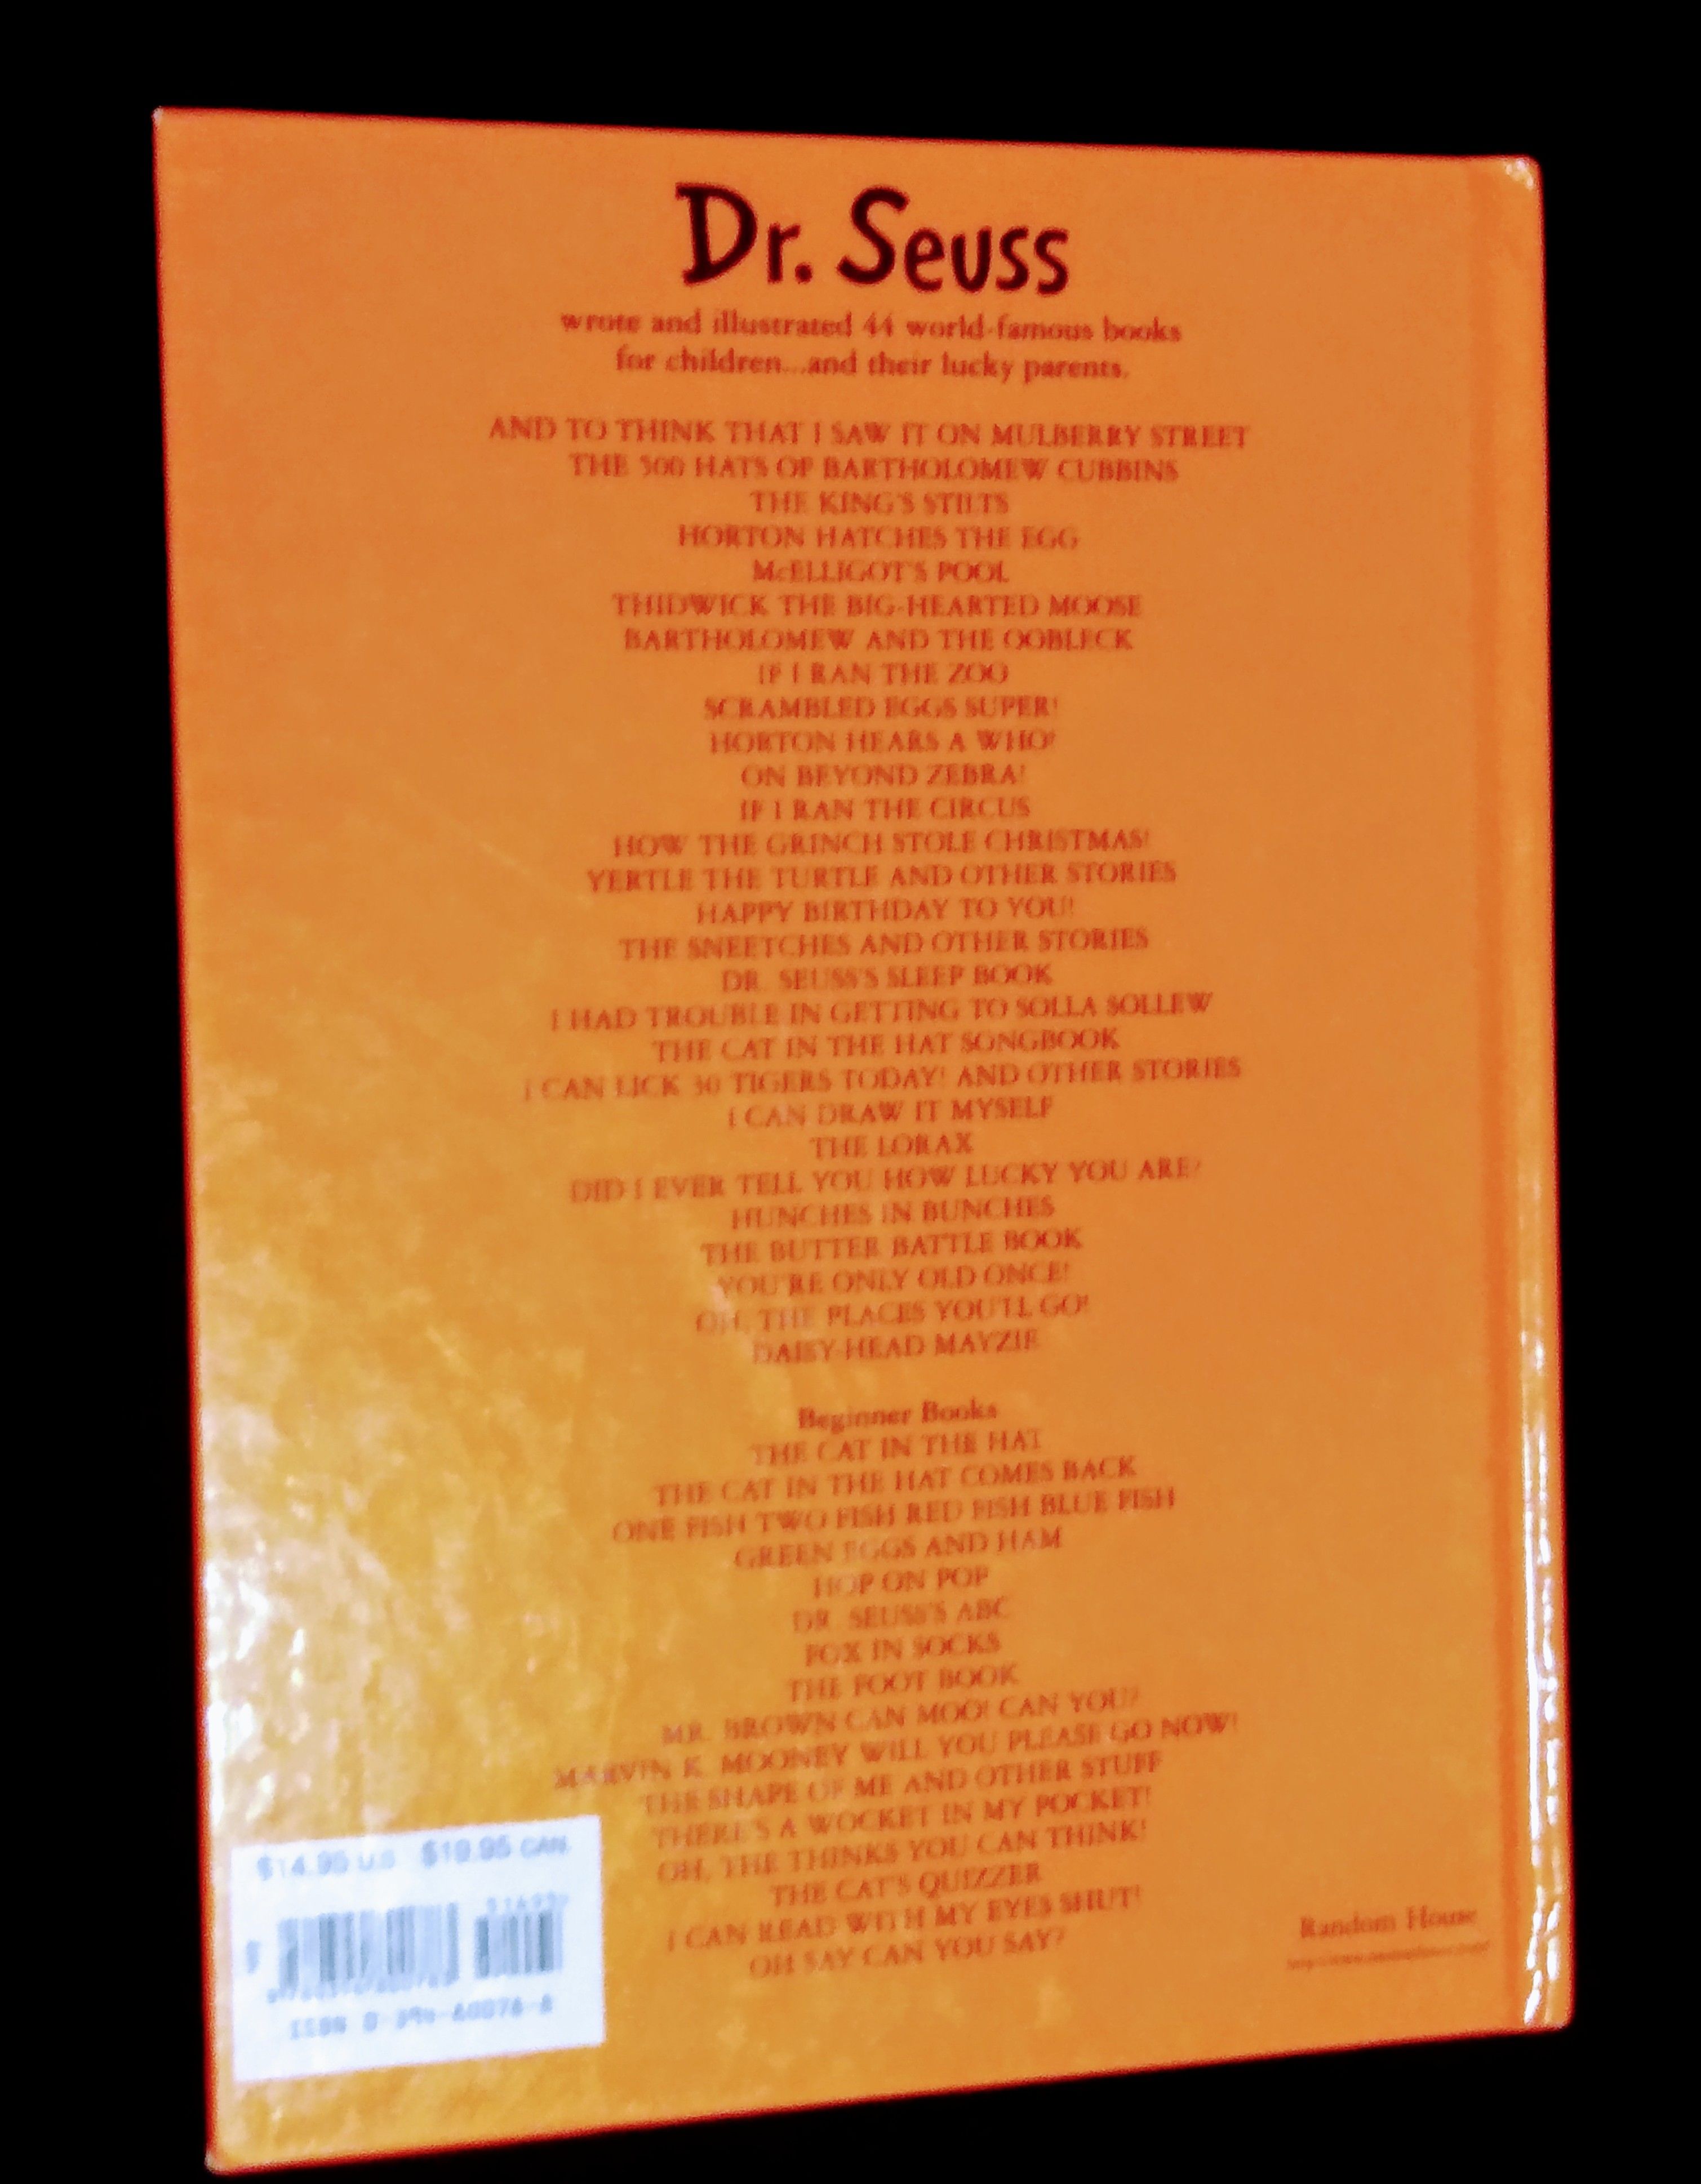 Dr. Seuss
wrote and illustrated 44 world-famous books
for children...and their lucky parents.
AND TO THINK THAT I SAW IT ON MULBERRY STREET
THE 500 HATS OF BARTHOLOMEW CUBBINS
THE KING'S STILTS
HORTON HATCHES THE EGG
McELLIGOT'S POOL
THIDWICK THE BIG-HEARTED MOOSE
BARTHOLOMEW AND THE OOBLECK
IF I RAN THE ZOO
SCRAMBLED EGGS SUPER!
HORTON HEARS A WHO!
ON BEYOND ZEBRA!
IF I RAN THE CIRCUS
HOW THE GRINCH STOLE CHRISTMAS!
YERTLE THE TURTLE AND OTHER STORIES
HAPPY BIRTHDAY TO YOU!
THE SNEETCHES AND OTHER STORIES
DR. SEUSS'S SLEEP BOOK
I HAD TROUBLE IN GETTING TO SOLLA SOLLEW
THE CAT IN THE HAT SONGBOOK
I CAN LICK 30 TIGERS TODAY! AND OTHER STORIES
I CAN DRAW IT MYSELF
THE LORAX
DID I EVER TELL YOU HOW LUCKY YOU ARE?
HUNCHES IN BUNCHES
THE BUTTER BATTLE BOOK
YOU'RE ONLY OLD ONCE!
OH, THE PLACES YOU'LL GO!
DAISY-HEAD MAYZIE
Beginner Books
THE CAT IN THE HAT
THE CAT IN THE HAT COMES BACK
ONE FISH TWO FISH RED FISH BLUE FISH
GREEN EGGS AND HAM
HOP ON POP
DR. SEUSS'S ABC
FOX IN SOCKS
THE FOOT BOOK
MR. BROWN CAN MOO! CAN YOU?
MARVIN K. MOONEY WILL YOU PLEASE GO NOW!
THE SHAPE OF ME AND OTHER STUFF
THERE'S A WOCKET IN MY POCKET!
OH, THE THINKS YOU CAN THINK!
THE CAT'S QUIZZER
I CAN READ WITH MY EYES SHUT!
OH SAY CAN YOU SAY?
$14.95 U.S. $19.95 CAN.
ISBN
Random House